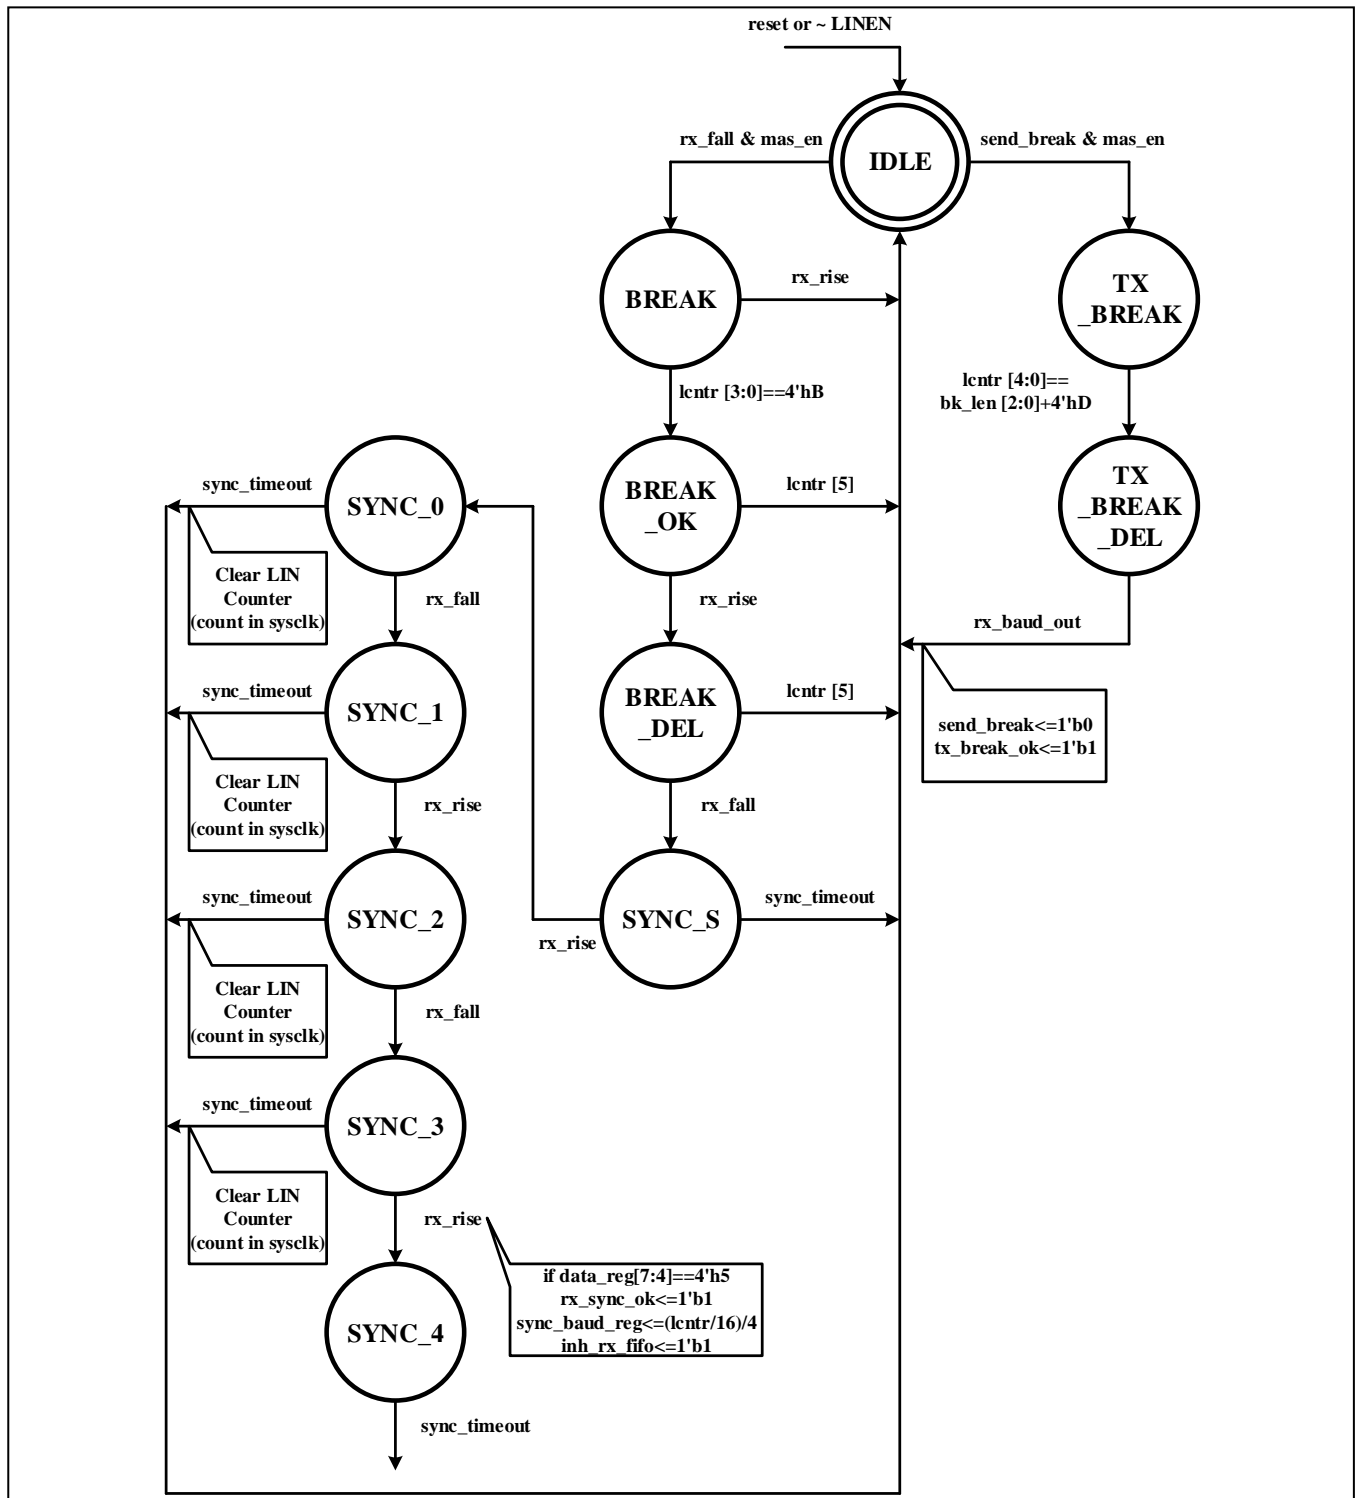 reset or ~ LINEN
rx_fall & mas_en
IDLE
send_break & mas_en
BREAK
rx_rise
TX
_BREAK
lcntr [3:0]==4'hB
lcntr [4:0]==
bk_len [2:0]+4'hD
sync_timeout
SYNC_0
BREAK
_OK
lcntr [5]
TX
_BREAK
_DEL
Clear LIN
Counter
(count in sysclk)
rx_fall
rx_rise
rx_baud_out
sync_timeout
SYNC_1
BREAK
_DEL
lcntr [5]
send_break<=1'b0
tx_break_ok<=1'b1
Clear LIN
Counter
(count in sysclk)
rx_rise
rx_fall
sync_timeout
SYNC_2
rx_rise
SYNC_S
sync_timeout
Clear LIN
Counter
(count in sysclk)
rx_fall
sync_timeout
SYNC_3
Clear LIN
Counter
(count in sysclk)
rx_rise
if data_reg[7:4]==4'h5
rx_sync_ok<=1'b1
sync_baud_reg<=(lcntr/16)/4
inh_rx_fifo<=1'b1
SYNC_4
sync_timeout